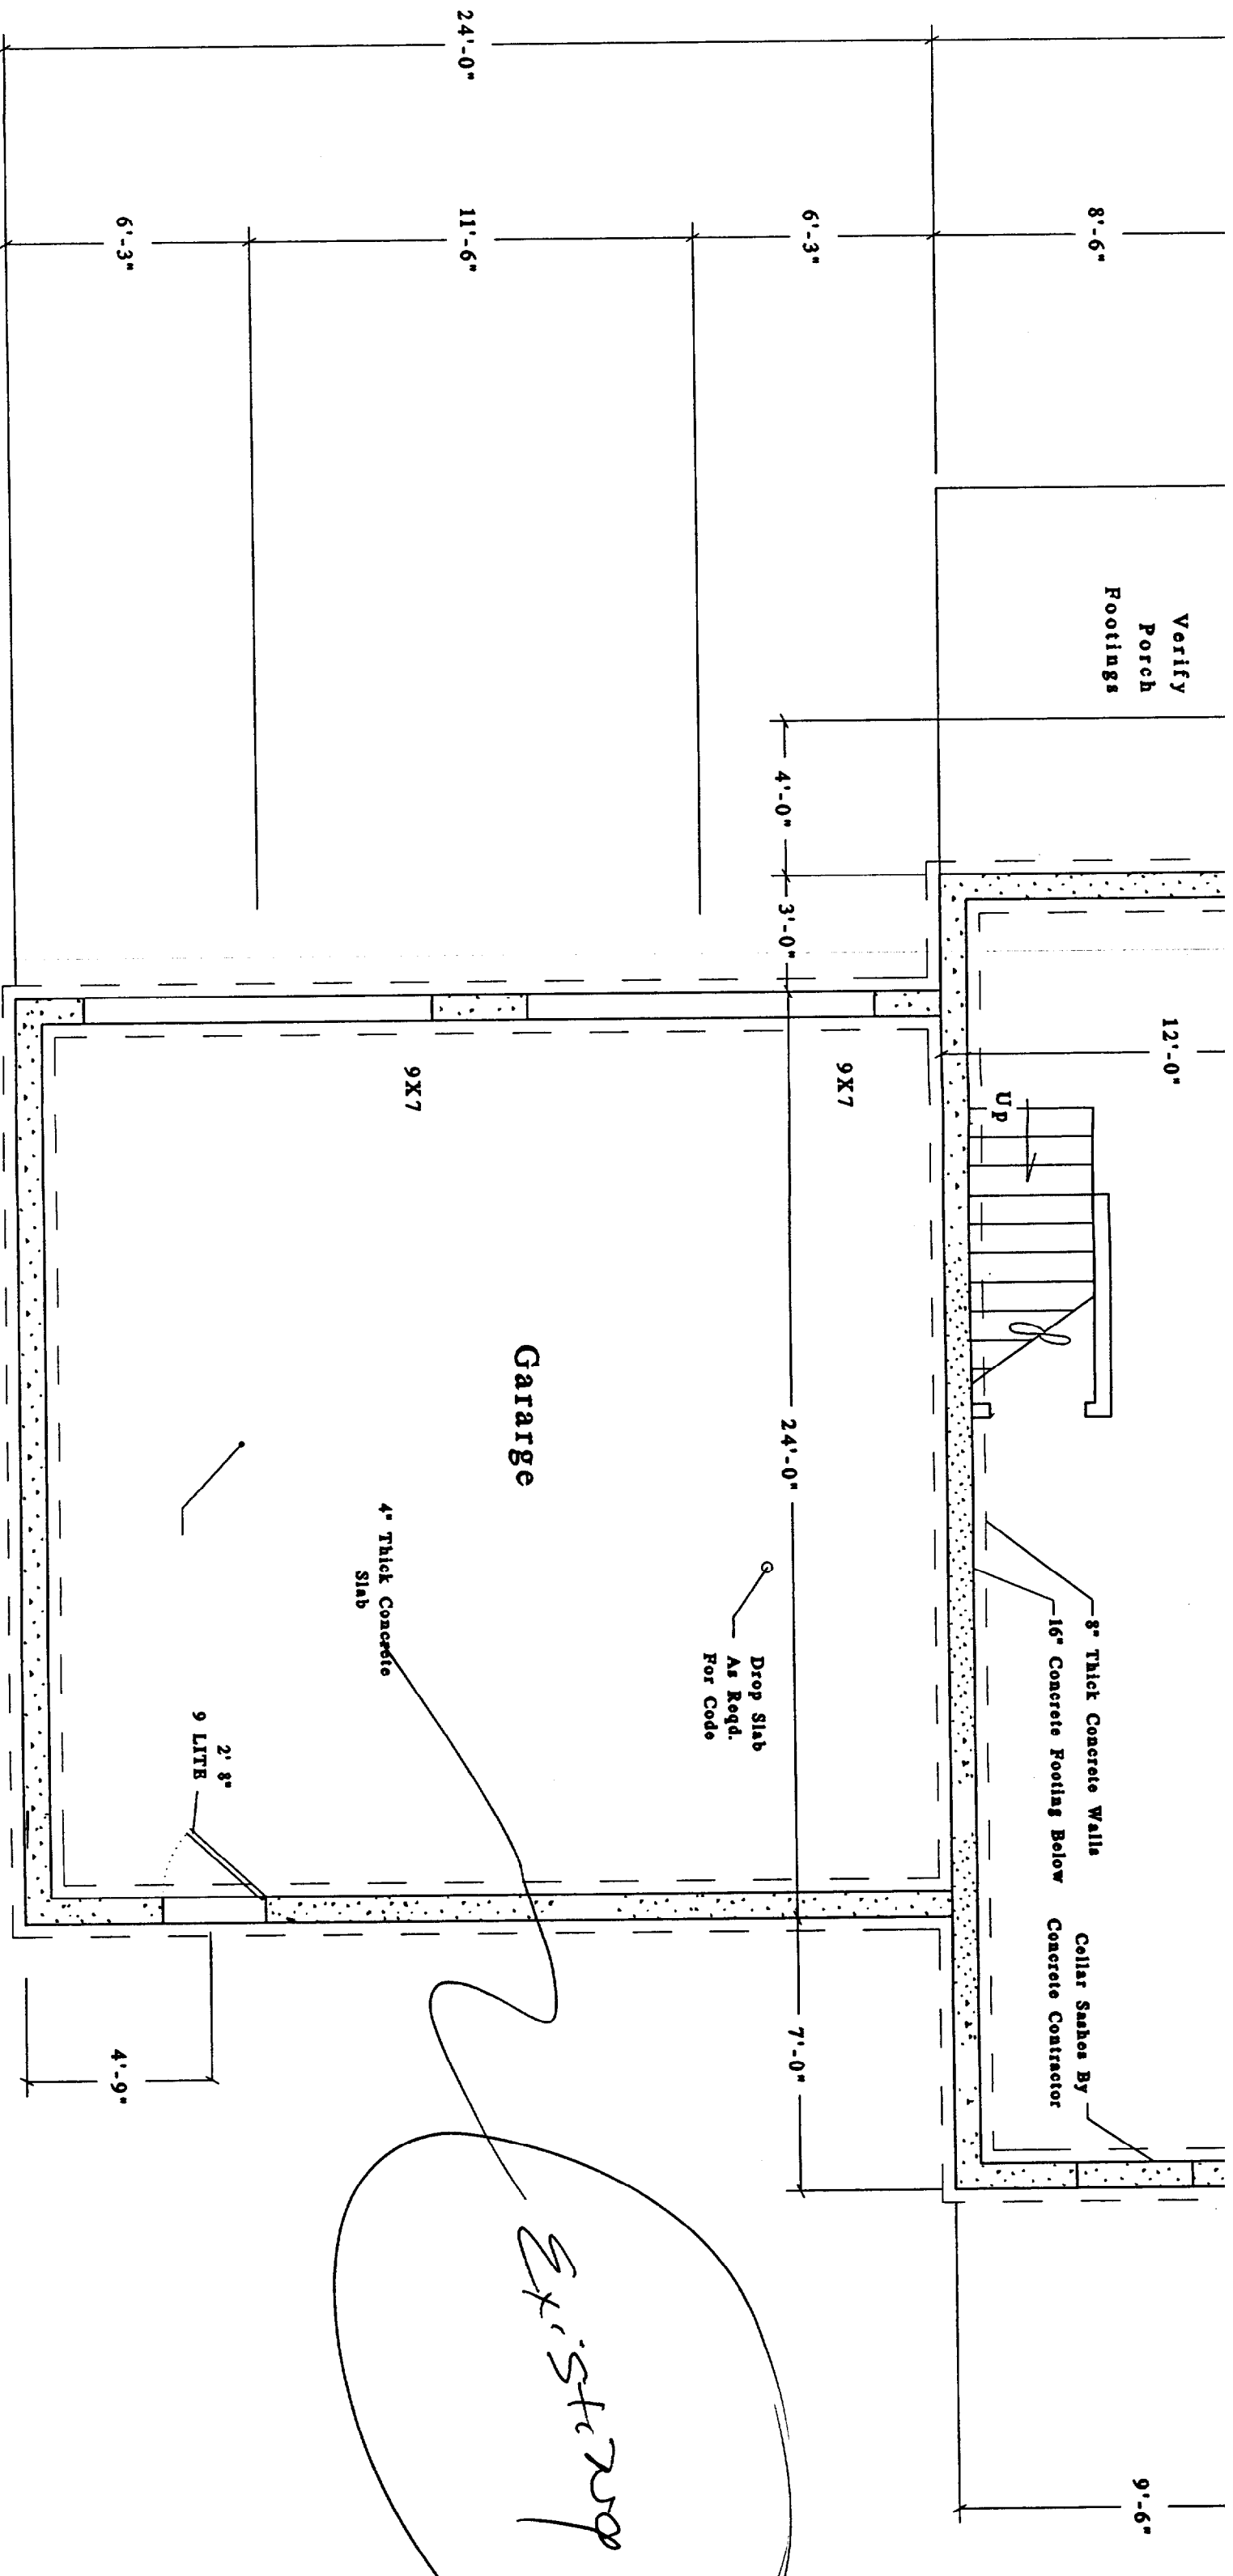 24'-0"
8'-6"
6'-3"
11'-6"
6'-3"
Verify
Porch
Footings
4'-0"
3'-0"
12'-0"
Up
9X7
9X7
Gararge
24'-0"
8" Thick Concrete Walls
16" Concrete Footing Below
4" Thick Concrete
Slab
Drop Slab
As Reqd.
For Code
2' 8"
9 LITE
Cellar Sashes By
Concrete Contractor
7'-0"
4'-9"
Existing
9'-6"